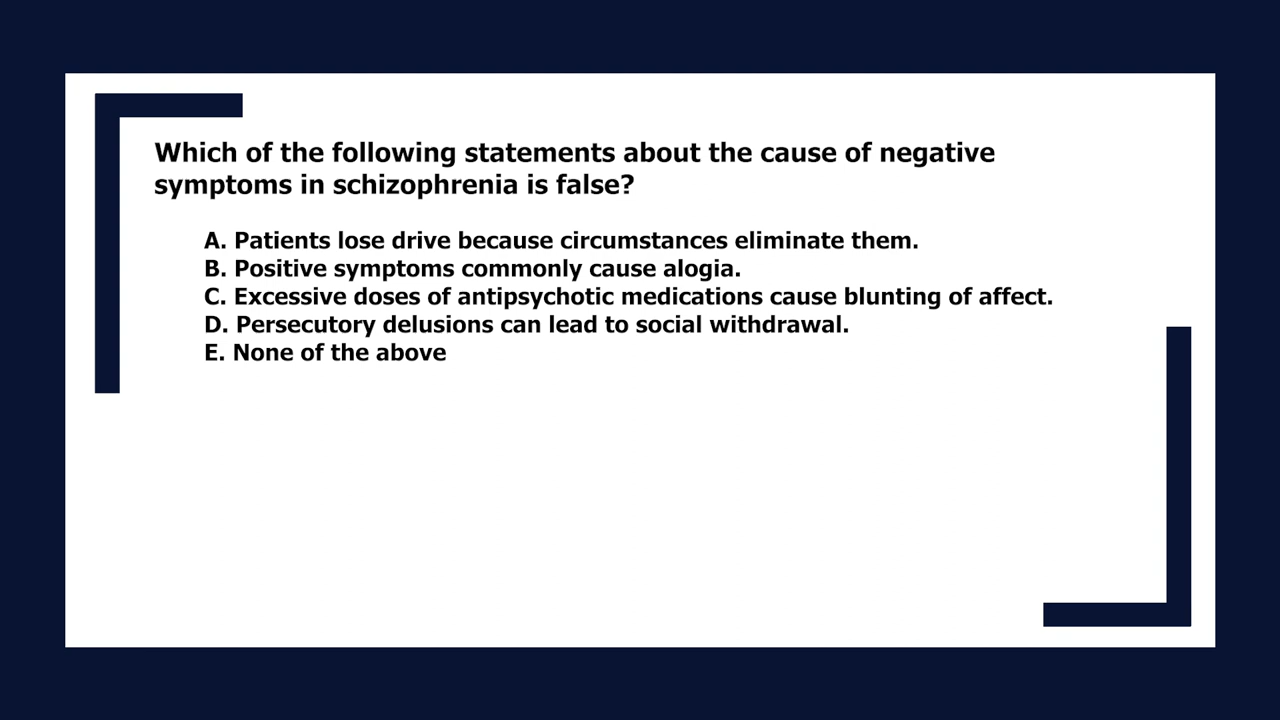 Which of the following statements about the cause of negative
symptoms in schizophrenia is false?
A. Patients lose drive because circumstances eliminate them.
B. Positive symptoms commonly cause alogia.
C. Excessive doses of antipsychotic medications cause blunting of affect.
D. Persecutory delusions can lead to social withdrawal.
E. None of the above